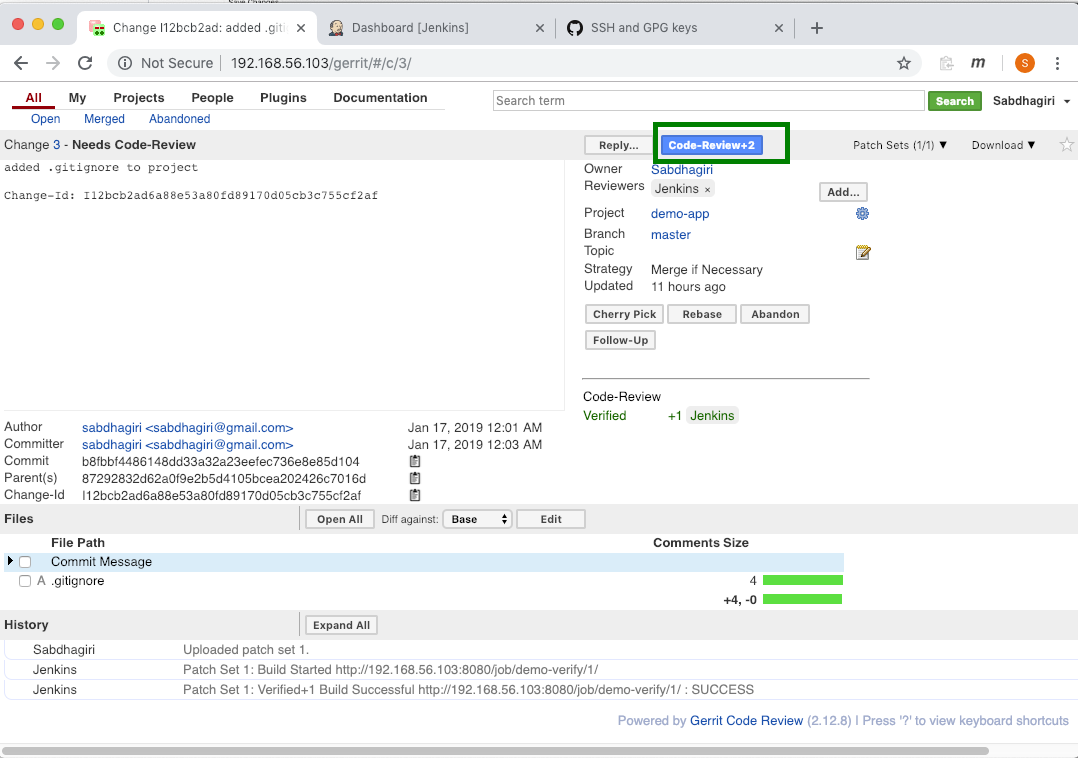 Save Changes
Change I12bcb2ad: added .giti
Dashboard [Jenkins]
SSH and GPG keys
Not Secure 192.168.56.103/gerrit/#/c/3/
m
S
All My Projects People Plugins Documentation
Search term
Search
Sabdhagiri
Open Merged Abandoned
Change 3 - Needs Code-Review
Reply...
Code-Review+2
Patch Sets (1/1) ▼
Download ▼
added .gitignore to project
Change-Id: I12bcb2ad6a88e53a80fd89170d05cb3c755cf2af
Owner Sabdhagiri
Reviewers Jenkins ×
Add...
Project demo-app
Branch master
Topic
Strategy Merge if Necessary
Updated 11 hours ago
Cherry Pick Rebase Abandon
Follow-Up
Code-Review
Verified +1 Jenkins
Author sabdhagiri <sabdhagiri@gmail.com> Jan 17, 2019 12:01 AM
Committer sabdhagiri <sabdhagiri@gmail.com> Jan 17, 2019 12:03 AM
Commit b8fbbf4486148dd33a32a23eefec736e8e85d104
Parent(s) 87292832d62a0f9e2b5d4105bcea202426c7016d
Change-Id I12bcb2ad6a88e53a80fd89170d05cb3c755cf2af
Files Open All Diff against: Base Edit
File Path Comments Size
Commit Message
A .gitignore 4
+4, -0
History Expand All
Sabdhagiri Uploaded patch set 1.
Jenkins Patch Set 1: Build Started http://192.168.56.103:8080/job/demo-verify/1/
Jenkins Patch Set 1: Verified+1 Build Successful http://192.168.56.103:8080/job/demo-verify/1/ : SUCCESS
Powered by Gerrit Code Review (2.12.8) | Press '?' to view keyboard shortcuts